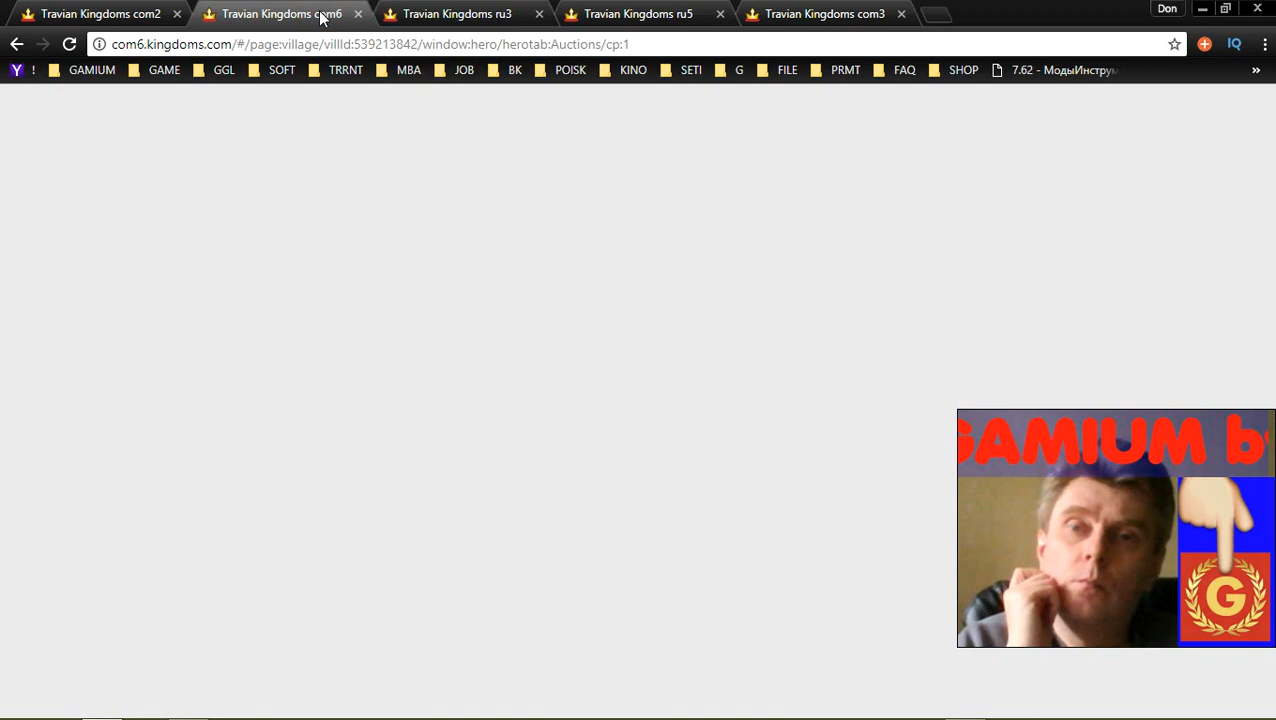 Travian Kingdoms com2
Travian Kingdoms com6
Travian Kingdoms ru3
Travian Kingdoms ru5
Travian Kingdoms com3
Don
com6.kingdoms.com/#/page:village/villId:539213842/window:hero/herotab:Auctions/cp:1
IQ
Y ! GAMIUM GAME GGL SOFT TRRNT MBA JOB BK POISK KINO SETI G FILE PRMT FAQ SHOP 7.62 - МодыИнструм »
GAMIUM
G